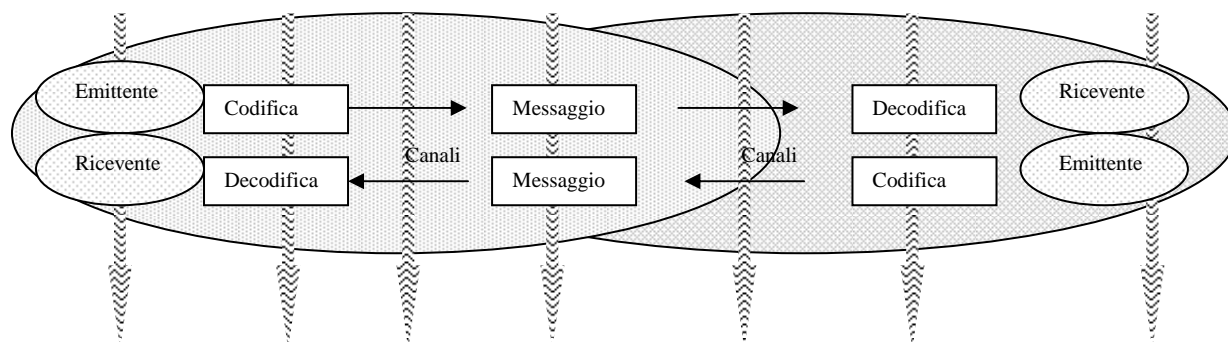 Emittente
Codifica
Messaggio
Decodifica
Ricevente
Canali
Canali
Ricevente
Decodifica
Messaggio
Codifica
Emittente